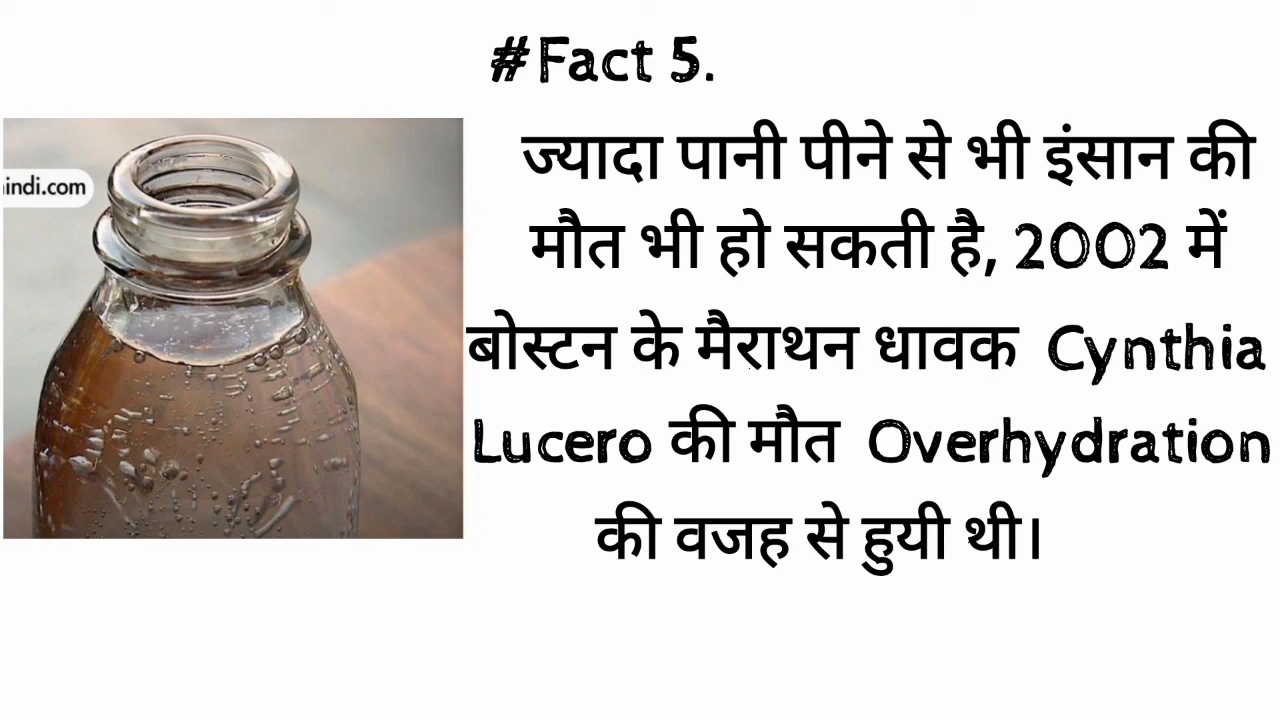 #Fact 5.
indi.com
ज्यादा पानी पीने से भी इंसान की
मौत भी हो सकती है, 2002 में
बोस्टन के मैराथन धावक Cynthia
Lucero की मौत Overhydration
की वजह से हुयी थी।